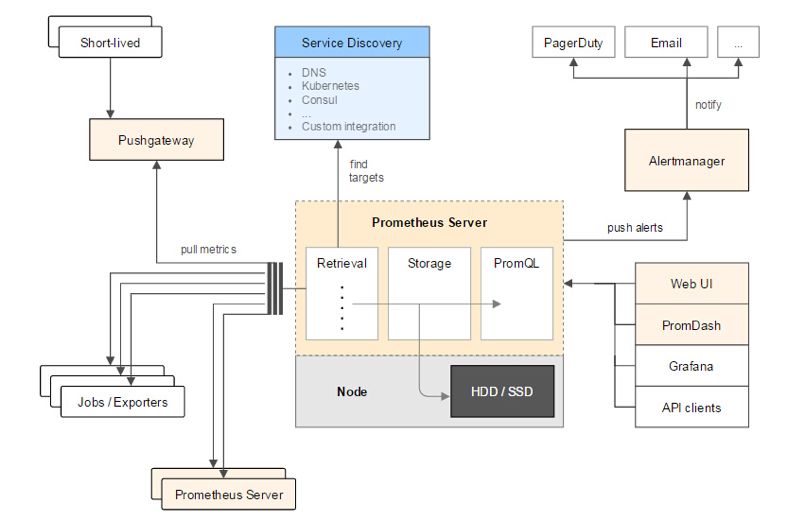 Short-lived
Pushgateway
pull metrics
Jobs / Exporters
Prometheus Server
Service Discovery
• DNS
• Kubernetes
• Consul
• ...
• Custom integration
find
targets
Prometheus Server
Retrieval
Storage
PromQL
Node
HDD / SSD
PagerDuty
Email
...
notify
Alertmanager
push alerts
Web UI
PromDash
Grafana
API clients